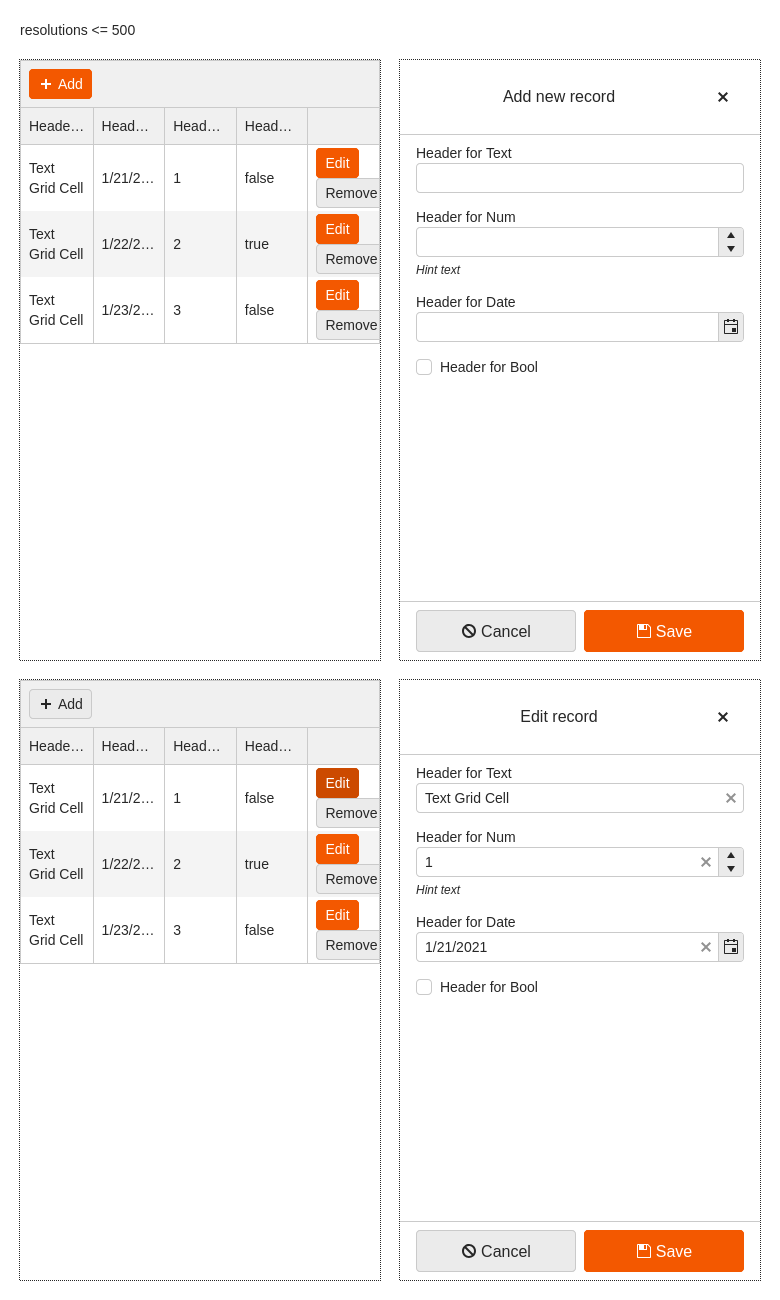 resolutions <= 500
Add
Heade… Head… Head… Head…
Text
Grid Cell
1/21/2… 1 false
Edit
Remove
Text
Grid Cell
1/22/2… 2 true
Edit
Remove
Text
Grid Cell
1/23/2… 3 false
Edit
Remove
Add new record
Header for Text
Header for Num
Hint text
Header for Date
Header for Bool
Cancel Save
Add
Heade… Head… Head… Head…
Text
Grid Cell
1/21/2… 1 false
Edit
Remove
Text
Grid Cell
1/22/2… 2 true
Edit
Remove
Text
Grid Cell
1/23/2… 3 false
Edit
Remove
Edit record
Header for Text
Text Grid Cell
Header for Num
1
Hint text
Header for Date
1/21/2021
Header for Bool
Cancel Save